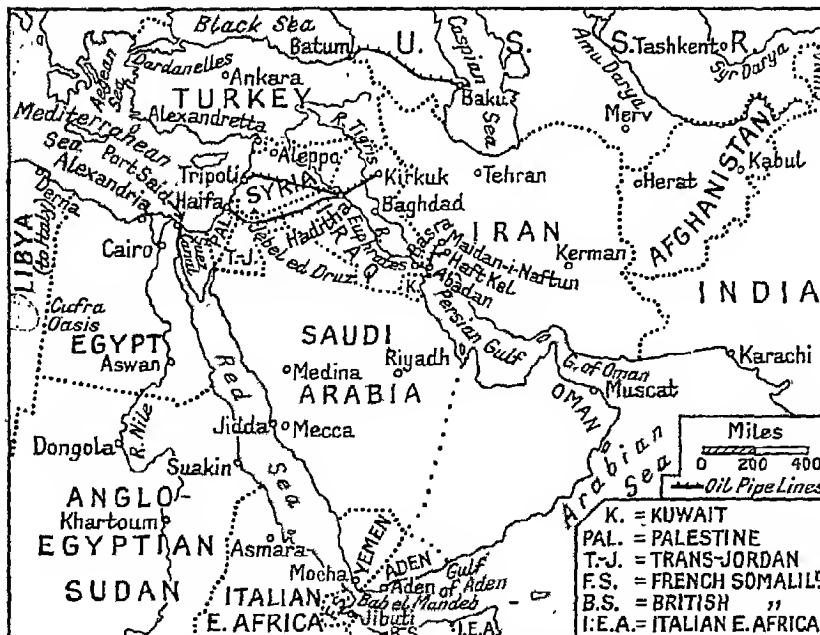 Black Sea
Batum
U. S. S. R.
Caspian
Sea
Amu Darya
Tashkent
Syr Darya
Aegean
Sea
Dardanelles
Ankara
TURKEY
Baku
Merv
Mediterranean
Sea
Alexandretta
Aleppo
R. Tigris
Kirkuk
Tehran
Herat
Kabul
AFGHANISTAN
Port Said
Alexandria
Tripoli
SYRIA
Haifa
PAL.
Baghdad
Derna
LIBYA
(to Italy)
Cairo
Suez
Canal
T-J.
Jebel ed Druz
Haditha
IRAQ
R.
Euphrates
Basra
Maidan-i-Naftun
Haft Kel
Abadan
K.
IRAN
Kerman
INDIA
Persian Gulf
Cufra
Oasis
EGYPT
Aswan
SAUDI
ARABIA
Medina
Riyadh
G. of Oman
Muscat
OMAN
Karachi
Red
Sea
R. Nile
Jidda
Mecca
Dongola
Suakin
ANGLO-
EGYPTIAN
SUDAN
Khartoum
Asmara
Arabian
Sea
YEMEN
Mocha
ADEN
Aden
Gulf
of Aden
Bab el Mandeb
ITALIAN
E. AFRICA
Jibuti
B.S.
I.E.A.
Miles
0 200 400
Oil Pipe Lines
K. = KUWAIT
PAL. = PALESTINE
T.-J. = TRANS-JORDAN
F.S. = FRENCH SOMALILD
B.S. = BRITISH "
I.E.A. = ITALIAN E. AFRICA